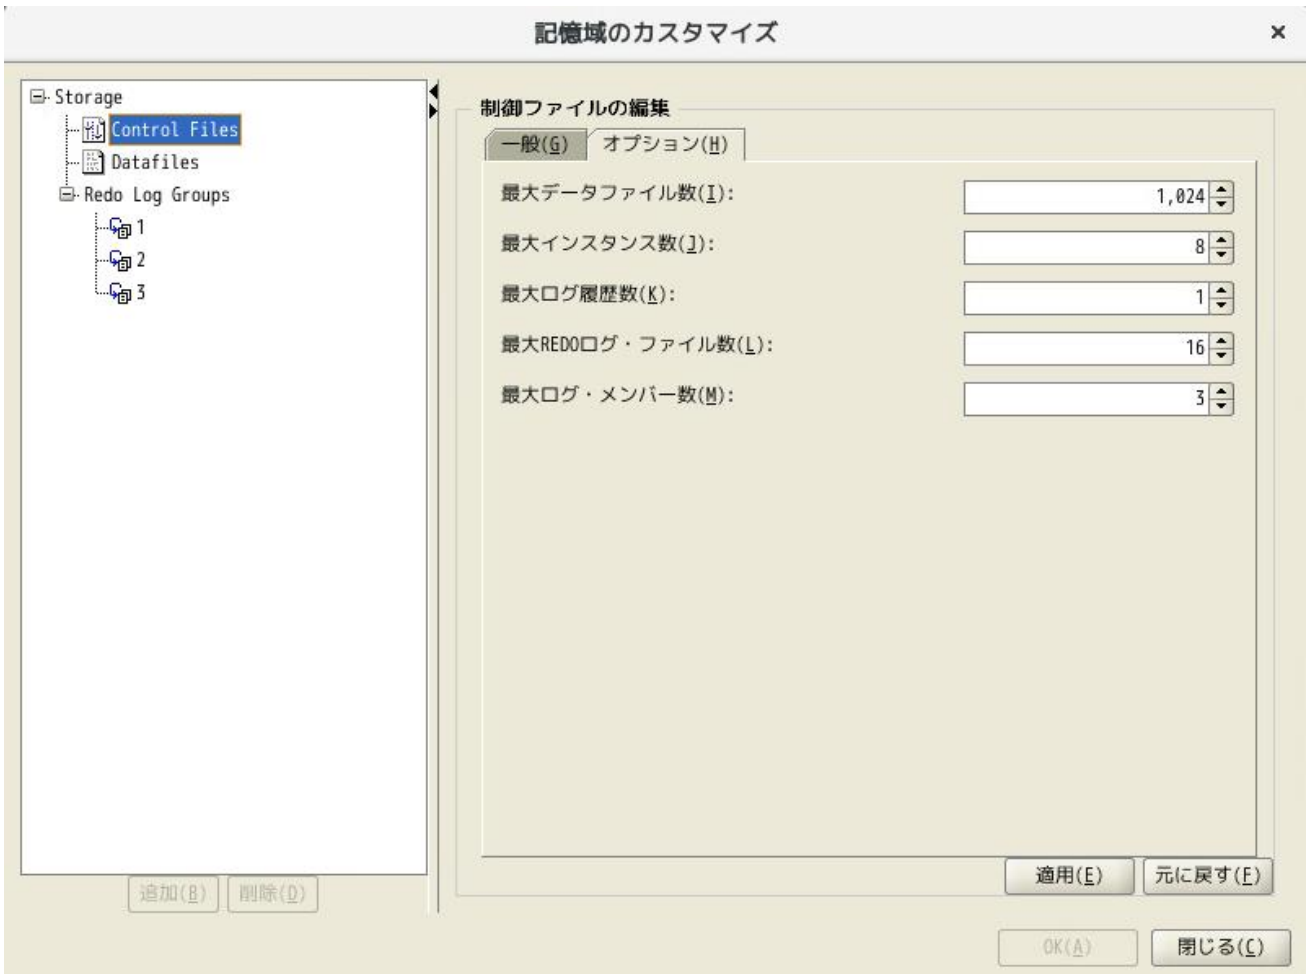 記憶域のカスタマイズ
×
Storage
Control Files
Datafiles
Redo Log Groups
1
2
3
追加(B)
削除(D)
制御ファイルの編集
一般(G)
オプション(H)
最大データファイル数(I):
1,024
最大インスタンス数(J):
8
最大ログ履歴数(K):
1
最大REDOログ・ファイル数(L):
16
最大ログ・メンバー数(M):
3
適用(E)
元に戻す(F)
OK(A)
閉じる(C)